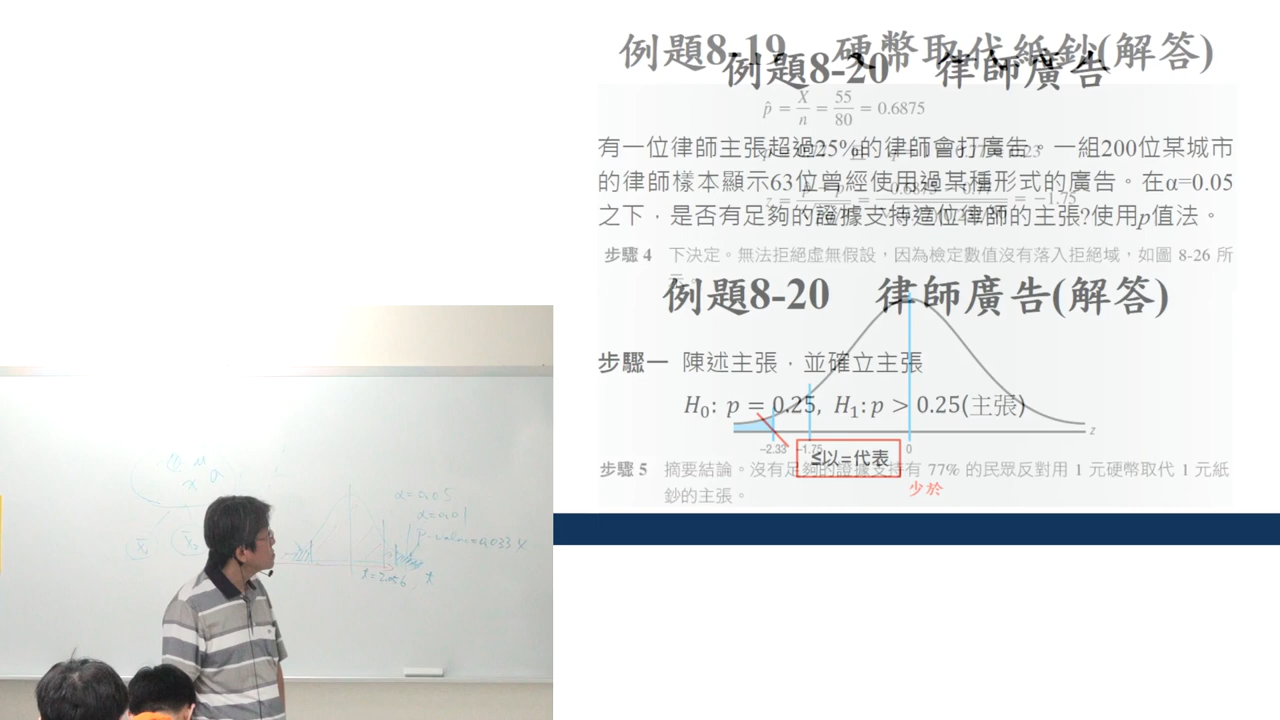 例題8-19 硬幣取代紙鈔(解答)
例題8-20 律師廣告
p̂ = X/n = 55/80 = 0.6875
有一位律師主張超過25%的律師會打廣告。一組200位某城市
的律師樣本顯示63位曾經使用過某種形式的廣告。在α=0.05
= −1.75
之下，是否有足夠的證據支持這位律師的主張?使用p值法。
步驟 4 下決定。無法拒絕虛無假設，因為檢定數值沒有落入拒絕域，如圖 8-26 所
示。
例題8-20 律師廣告(解答)
步驟一 陳述主張，並確立主張
H₀: p = 0.25, H₁: p > 0.25(主張)
z
−2.33 −1.75 0
≤以=代表
步驟 5 摘要結論。沒有足夠的證據支持有 77% 的民眾反對用 1 元硬幣取代 1 元紙
鈔的主張。
少於
α=0.05
α=0.01
P-value=0.033
t=2.056 t